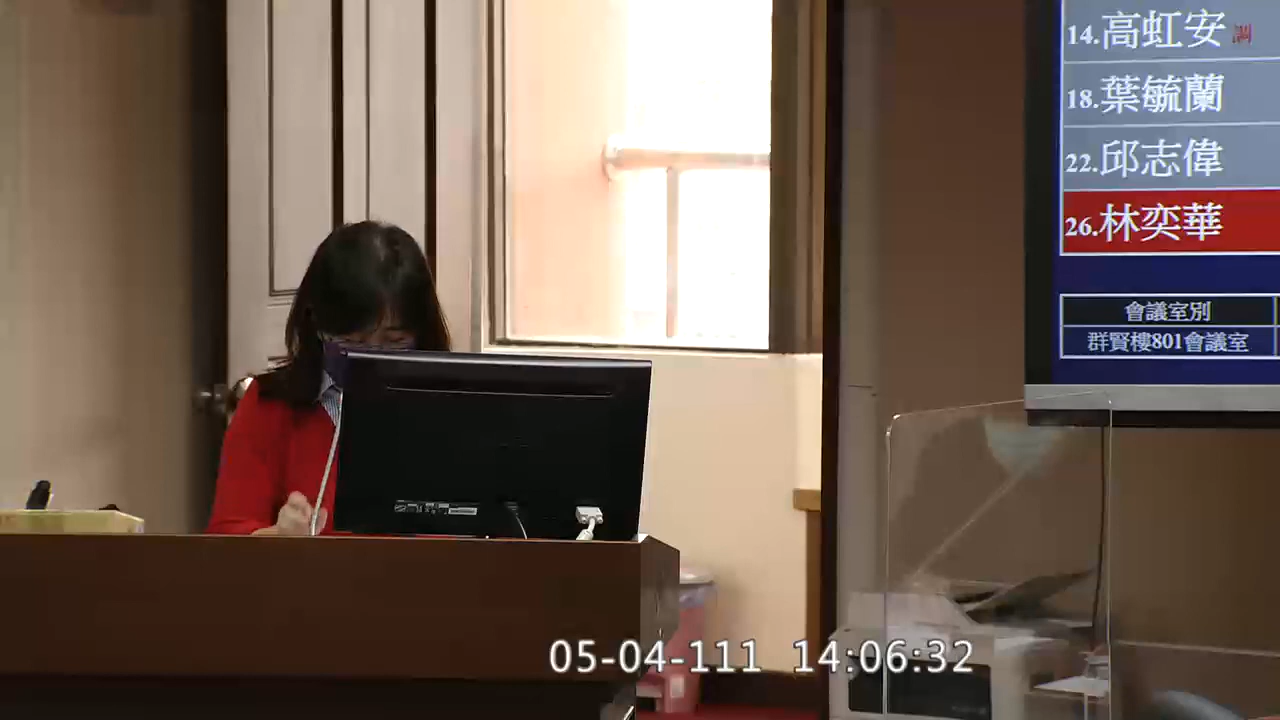 14.高虹安 調
18.葉毓蘭
22.邱志偉
26.林奕華
會議室別
群賢樓801會議室
05-04-111 14:06:32